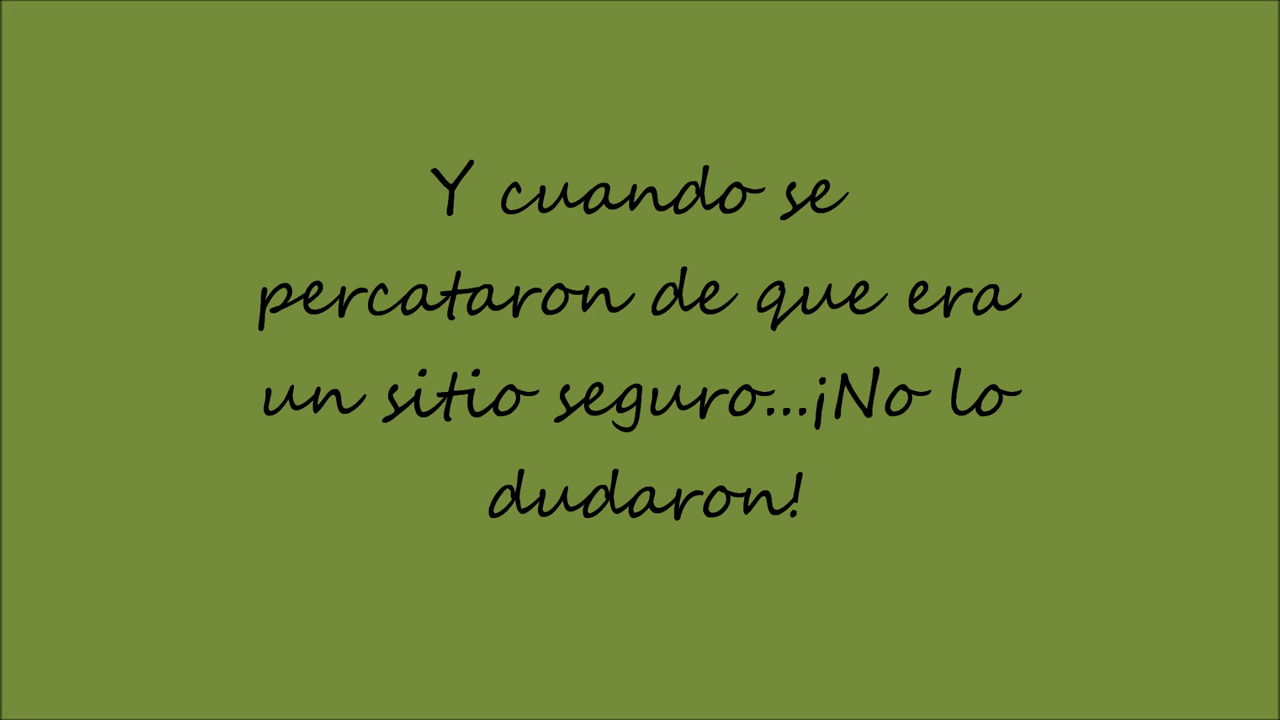 Y cuando se
percataron de que era
un sitio seguro...¡No lo
dudaron!